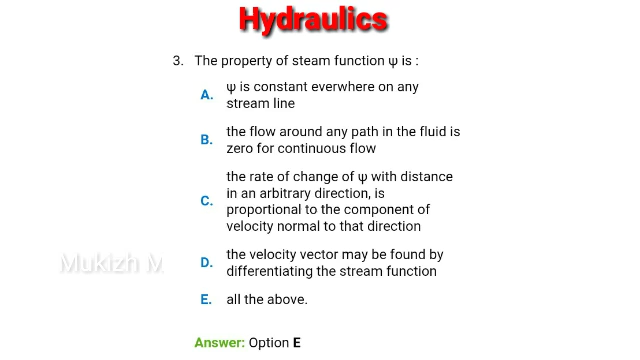 Hydraulics
3. The property of steam function ψ is :
A. ψ is constant everwhere on any
stream line
B. the flow around any path in the fluid is
zero for continuous flow
C. the rate of change of ψ with distance
in an arbitrary direction, is
proportional to the component of
velocity normal to that direction
D. the velocity vector may be found by
differentiating the stream function
E. all the above.
Mukizh M
Answer: Option E